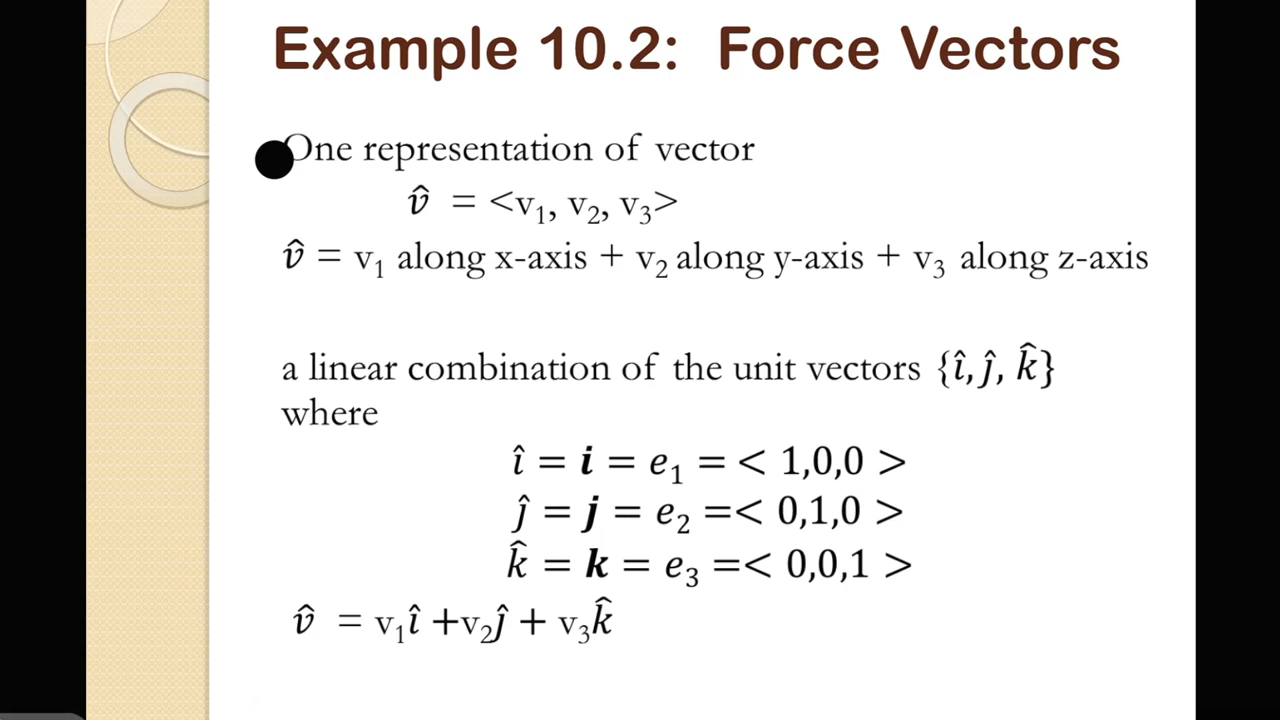 Example 10.2: Force Vectors
One representation of vector
v̂ = <v₁, v₂, v₃>
v̂ = v₁ along x-axis + v₂ along y-axis + v₃ along z-axis
a linear combination of the unit vectors {î, ĵ, k̂}
where
î = i = e₁ = < 1,0,0 >
ĵ = j = e₂ =< 0,1,0 >
k̂ = k = e₃ =< 0,0,1 >
v̂ = v₁î +v₂ĵ + v₃k̂